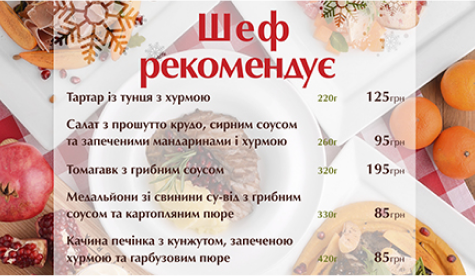 Шеф
рекомендує
Тартар із тунця з хурмою 220г 125грн
Салат з прошутто крудо, сирним соусом
та запеченими мандаринами і хурмою 260г 95грн
Томагавк з грибним соусом 320г 195грн
Медальйони зі свинини су-від з грибним
соусом та картопляним пюре 330г 85грн
Качина печінка з кунжутом, запеченою
хурмою та гарбузовим пюре 420г 85грн